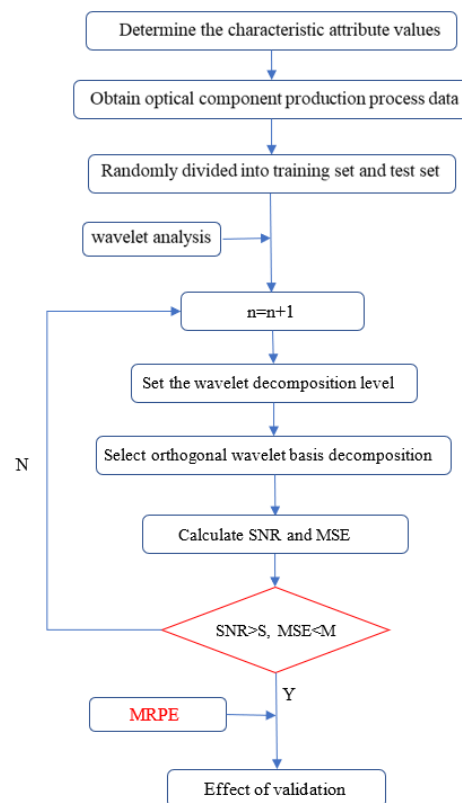 Determine the characteristic attribute values
Obtain optical component production process data
Randomly divided into training set and test set
wavelet analysis
n=n+1
Set the wavelet decomposition level
Select orthogonal wavelet basis decomposition
N
Calculate SNR and MSE
SNR>S, MSE<M
Y
MRPE
Effect of validation